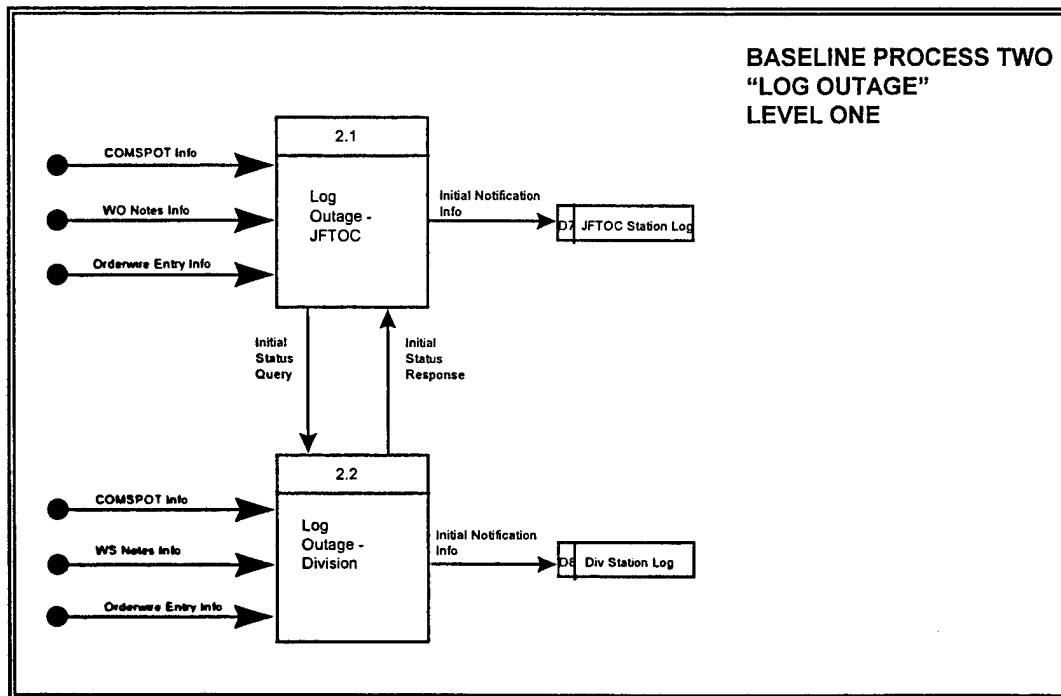 BASELINE PROCESS TWO
“LOG OUTAGE”
LEVEL ONE
2.1
COMSPOT Info
WO Notes Info
Orderwire Entry Info
Log
Outage -
JFTOC
Initial Notification
Info
D7 JFTOC Station Log
Initial
Status
Query
Initial
Status
Response
2.2
COMSPOT Info
WS Notes Info
Orderwire Entry Info
Log
Outage -
Division
Initial Notification
Info
D8 Div Station Log